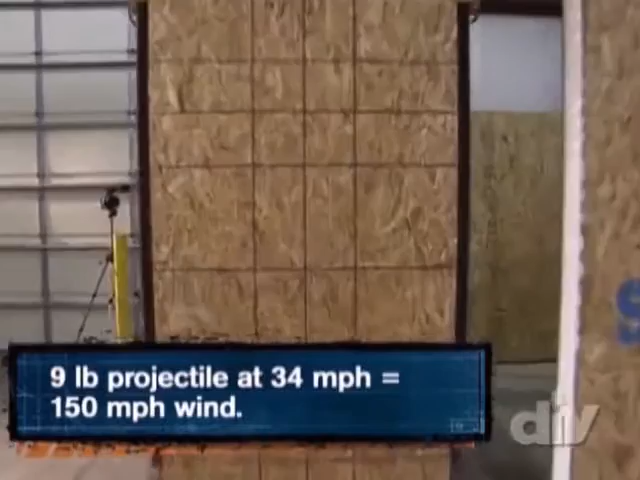 9 lb projectile at 34 mph =
150 mph wind.
diy